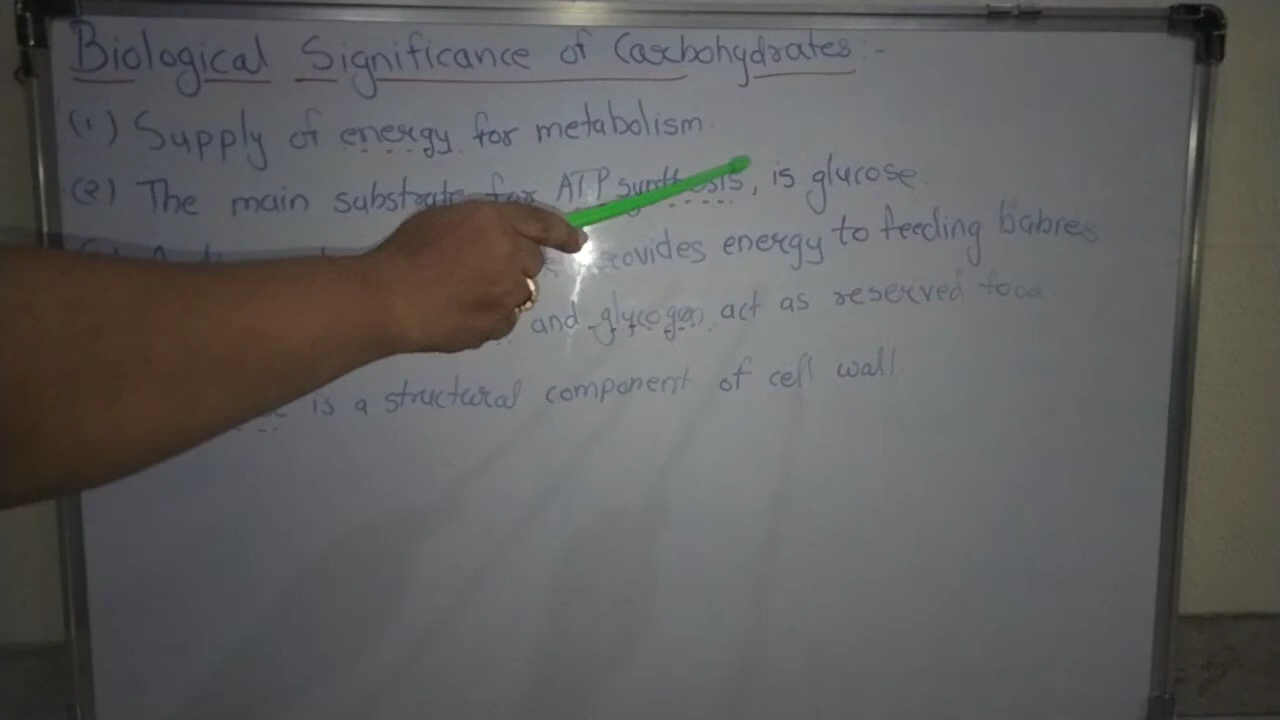 Biological Significance of Carbohydrates :-
(1) Supply of energy for metabolism.
(2) The main substrate for ATP synthesis, is glucose.
provides energy to feeding babies
and glycogen act as reserved food.
is a structural component of cell wall.